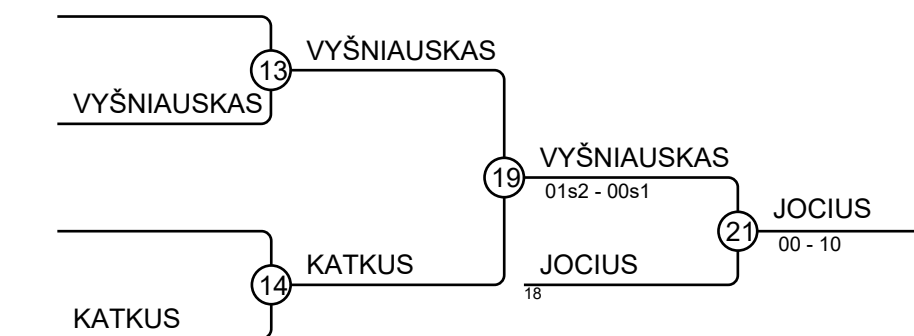 13
VYŠNIAUSKAS
VYŠNIAUSKAS
19
VYŠNIAUSKAS
01s2 - 00s1
21
JOCIUS
00 - 10
14
KATKUS
JOCIUS
18
KATKUS